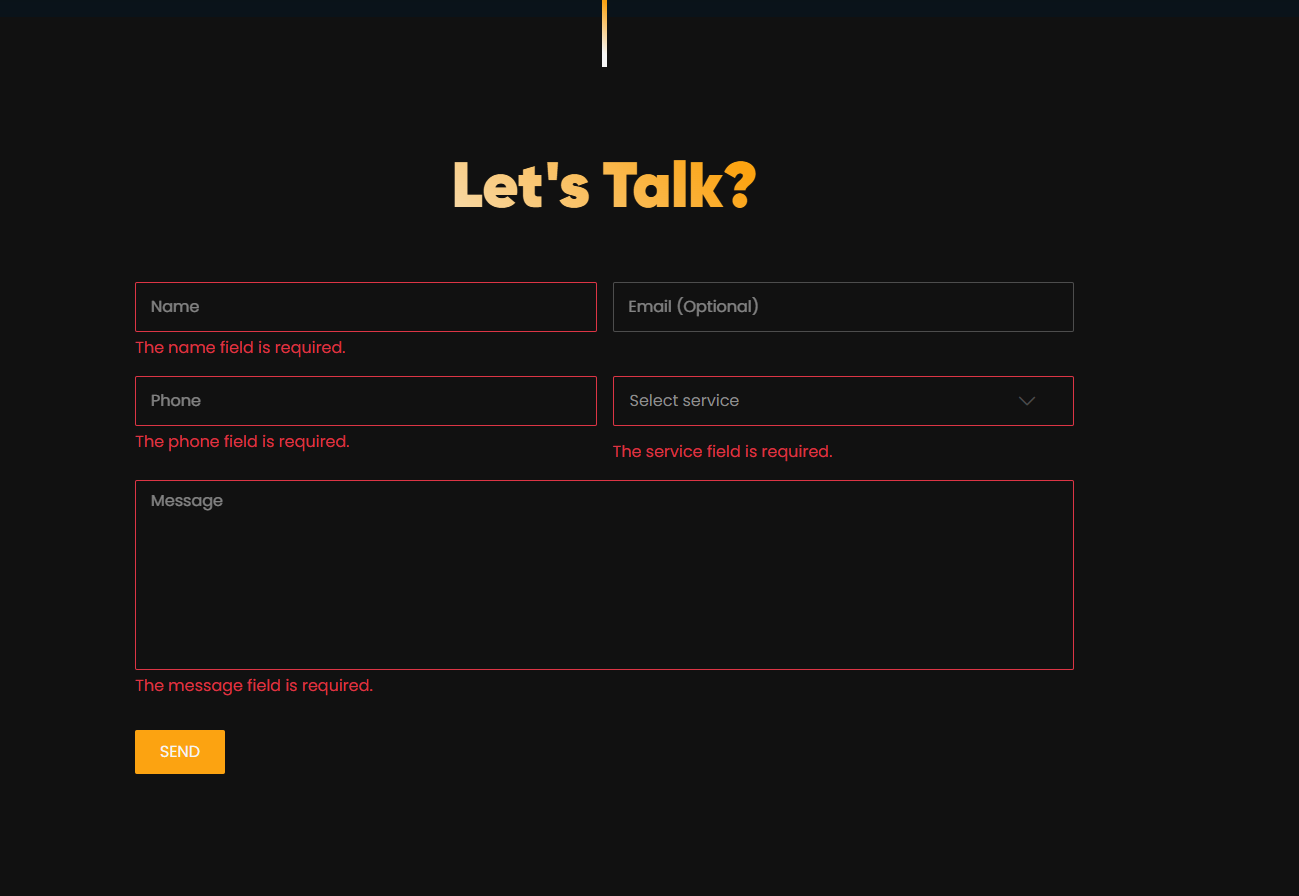 Let's Talk?
Name
Email (Optional)
The name field is required.
Phone
Select service
The phone field is required.
The service field is required.
Message
The message field is required.
SEND